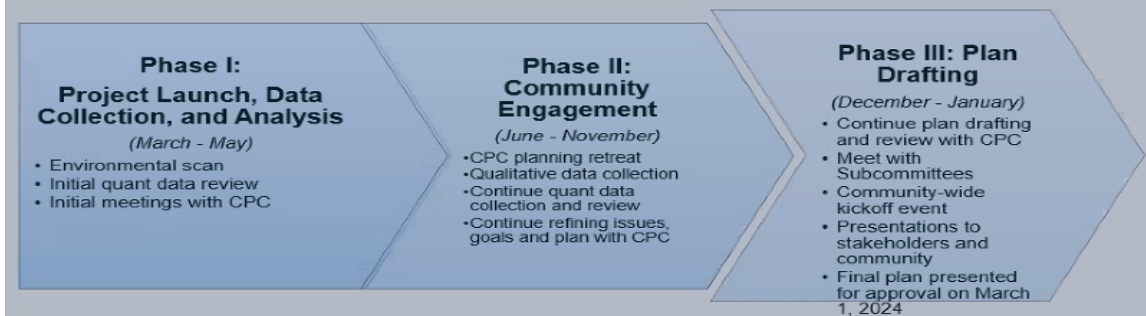 Phase I:
Project Launch, Data
Collection, and Analysis
(March - May)
• Environmental scan
• Initial quant data review
• Initial meetings with CPC
Phase II:
Community
Engagement
(June - November)
•CPC planning retreat
•Qualitative data collection
•Continue quant data
collection and review
•Continue refining issues,
goals and plan with CPC
Phase III: Plan
Drafting
(December - January)
• Continue plan drafting
and review with CPC
• Meet with
Subcommittees
• Community-wide
kickoff event
• Presentations to
stakeholders and
community
• Final plan presented
for approval on March
1, 2024